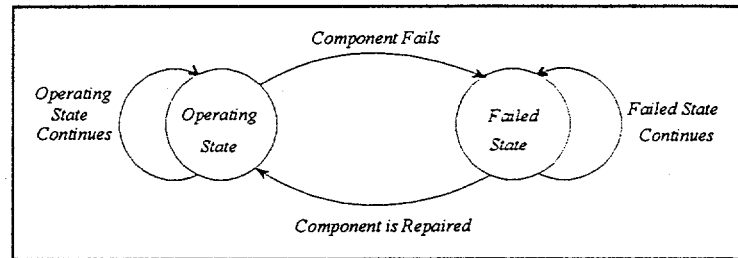 Component Fails
Operating
State
Continues
Operating
State
Failed
State
Failed State
Continues
Component is Repaired